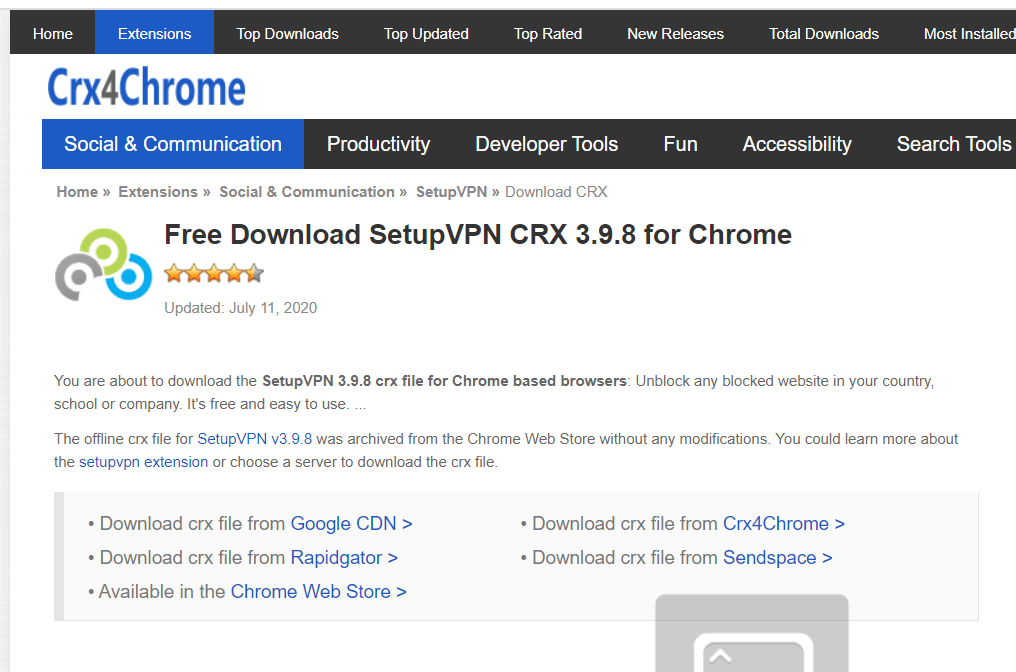 Home Extensions Top Downloads Top Updated Top Rated New Releases Total Downloads Most Installed
Crx4Chrome
Social & Communication Productivity Developer Tools Fun Accessibility Search Tools
Home » Extensions » Social & Communication » SetupVPN » Download CRX
Free Download SetupVPN CRX 3.9.8 for Chrome
Updated: July 11, 2020
You are about to download the SetupVPN 3.9.8 crx file for Chrome based browsers: Unblock any blocked website in your country,
school or company. It's free and easy to use. ...
The offline crx file for SetupVPN v3.9.8 was archived from the Chrome Web Store without any modifications. You could learn more about
the setupvpn extension or choose a server to download the crx file.
• Download crx file from Google CDN > • Download crx file from Crx4Chrome >
• Download crx file from Rapidgator > • Download crx file from Sendspace >
• Available in the Chrome Web Store >